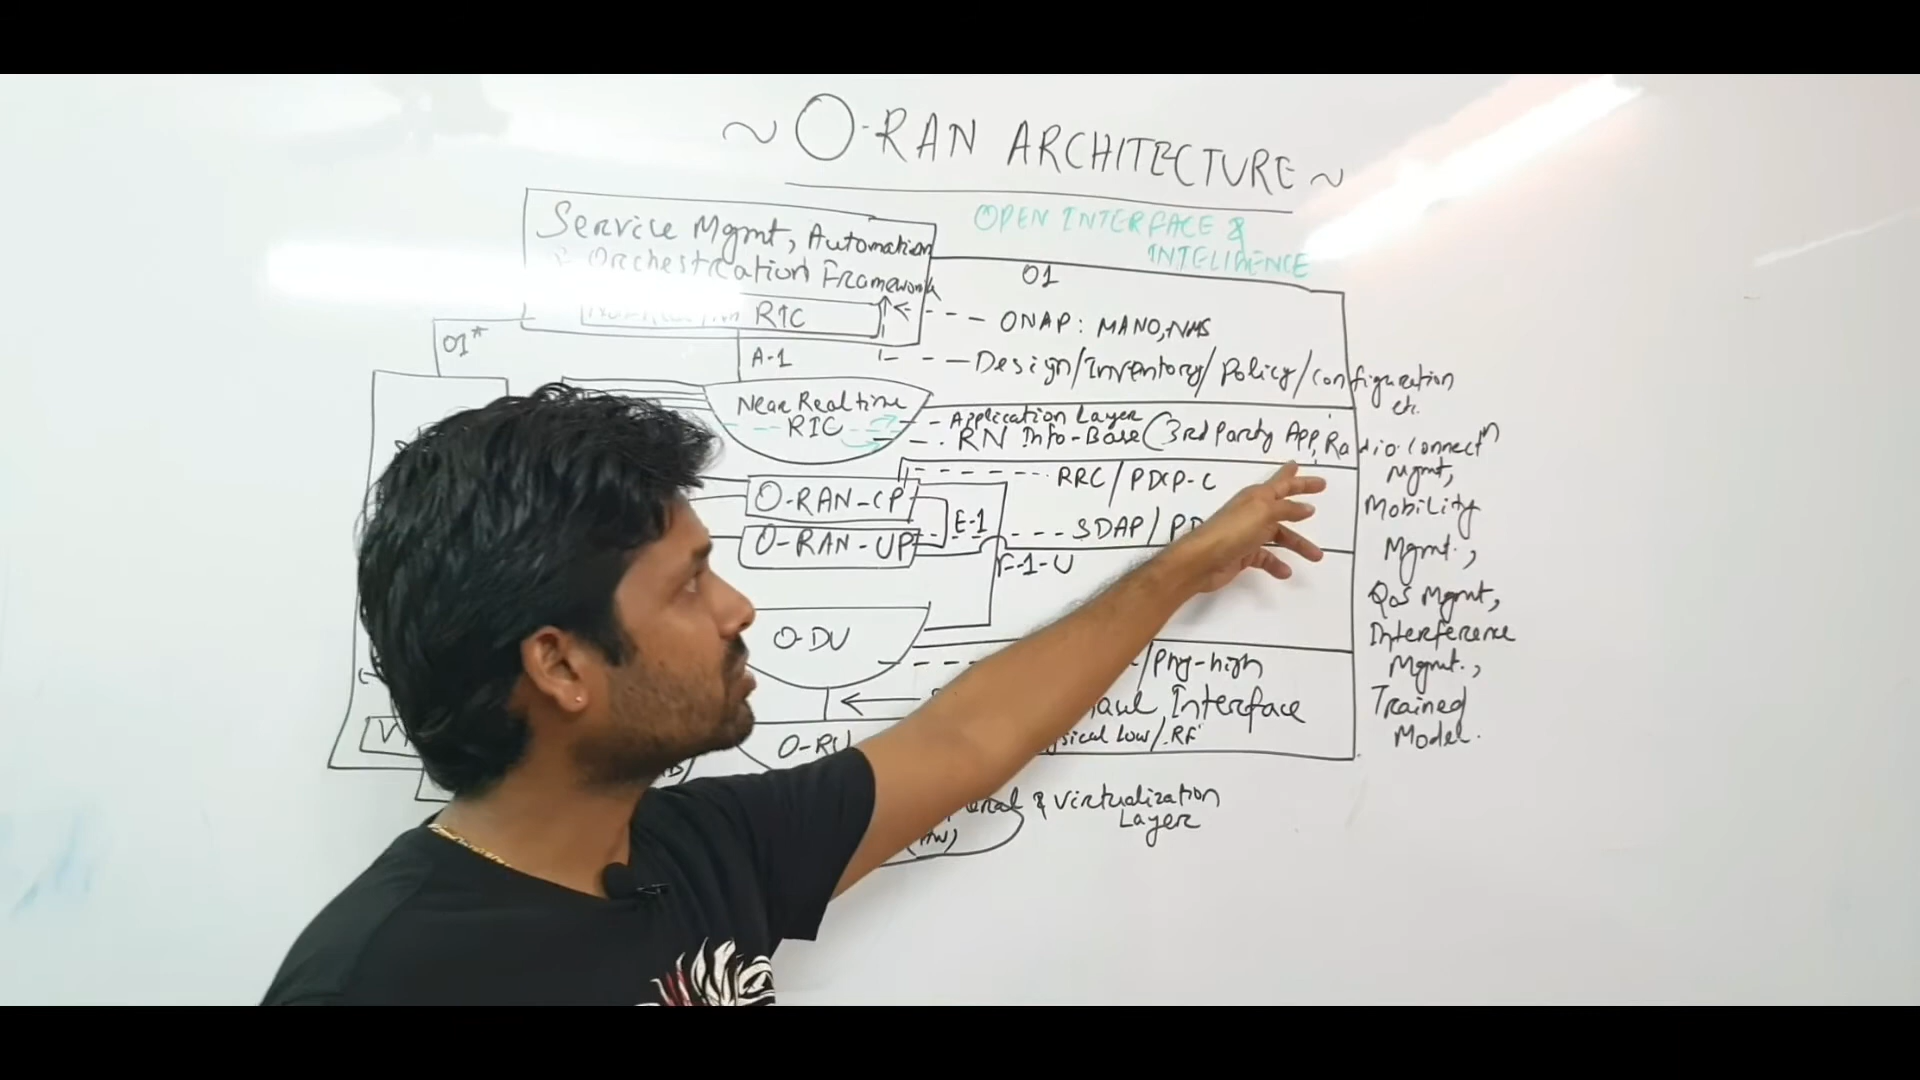 ~ O-RAN ARCHITECTURE ~
OPEN INTERFACE &
INTELIGENCE
Service Mgmt, Automation
& Orchestration Framework
RIC
O1
O1*
A-1
ONAP: MANO,NMS
Design/Inventory/Policy/configuration
etc.
Near Real time
RIC
Application Layer
RN Info-Base (3rd Party App, Radio connectn
Mgmt,
Mobility
Mgmt.,
QoS Mgmt,
Interference
Mgmt.,
Trained
Model.
O-RAN-CP
RRC/PDCP-C
E-1
O-RAN-UP
SDAP/
F-1-U
O-DU
/Phy-high
Interface
O-RU
Low/.RF
& Virtualization
Layer